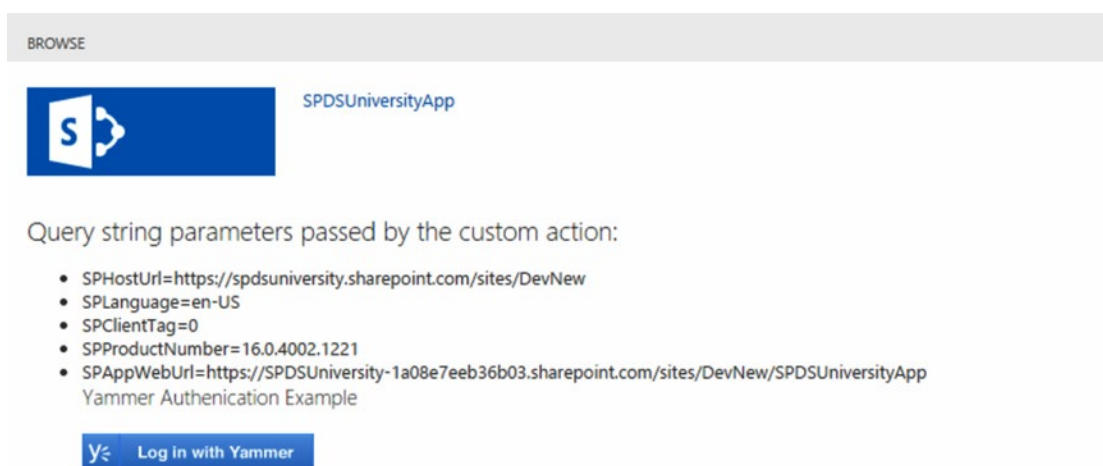 BROWSE
S
SPDSUniversityApp
Query string parameters passed by the custom action:
• SPHostUrl=https://spdsuniversity.sharepoint.com/sites/DevNew
• SPLanguage=en-US
• SPClientTag=0
• SPProductNumber=16.0.4002.1221
• SPAppWebUrl=https://SPDSUniversity-1a08e7eeb36b03.sharepoint.com/sites/DevNew/SPDSUniversityApp
Yammer Authenication Example
Log in with Yammer